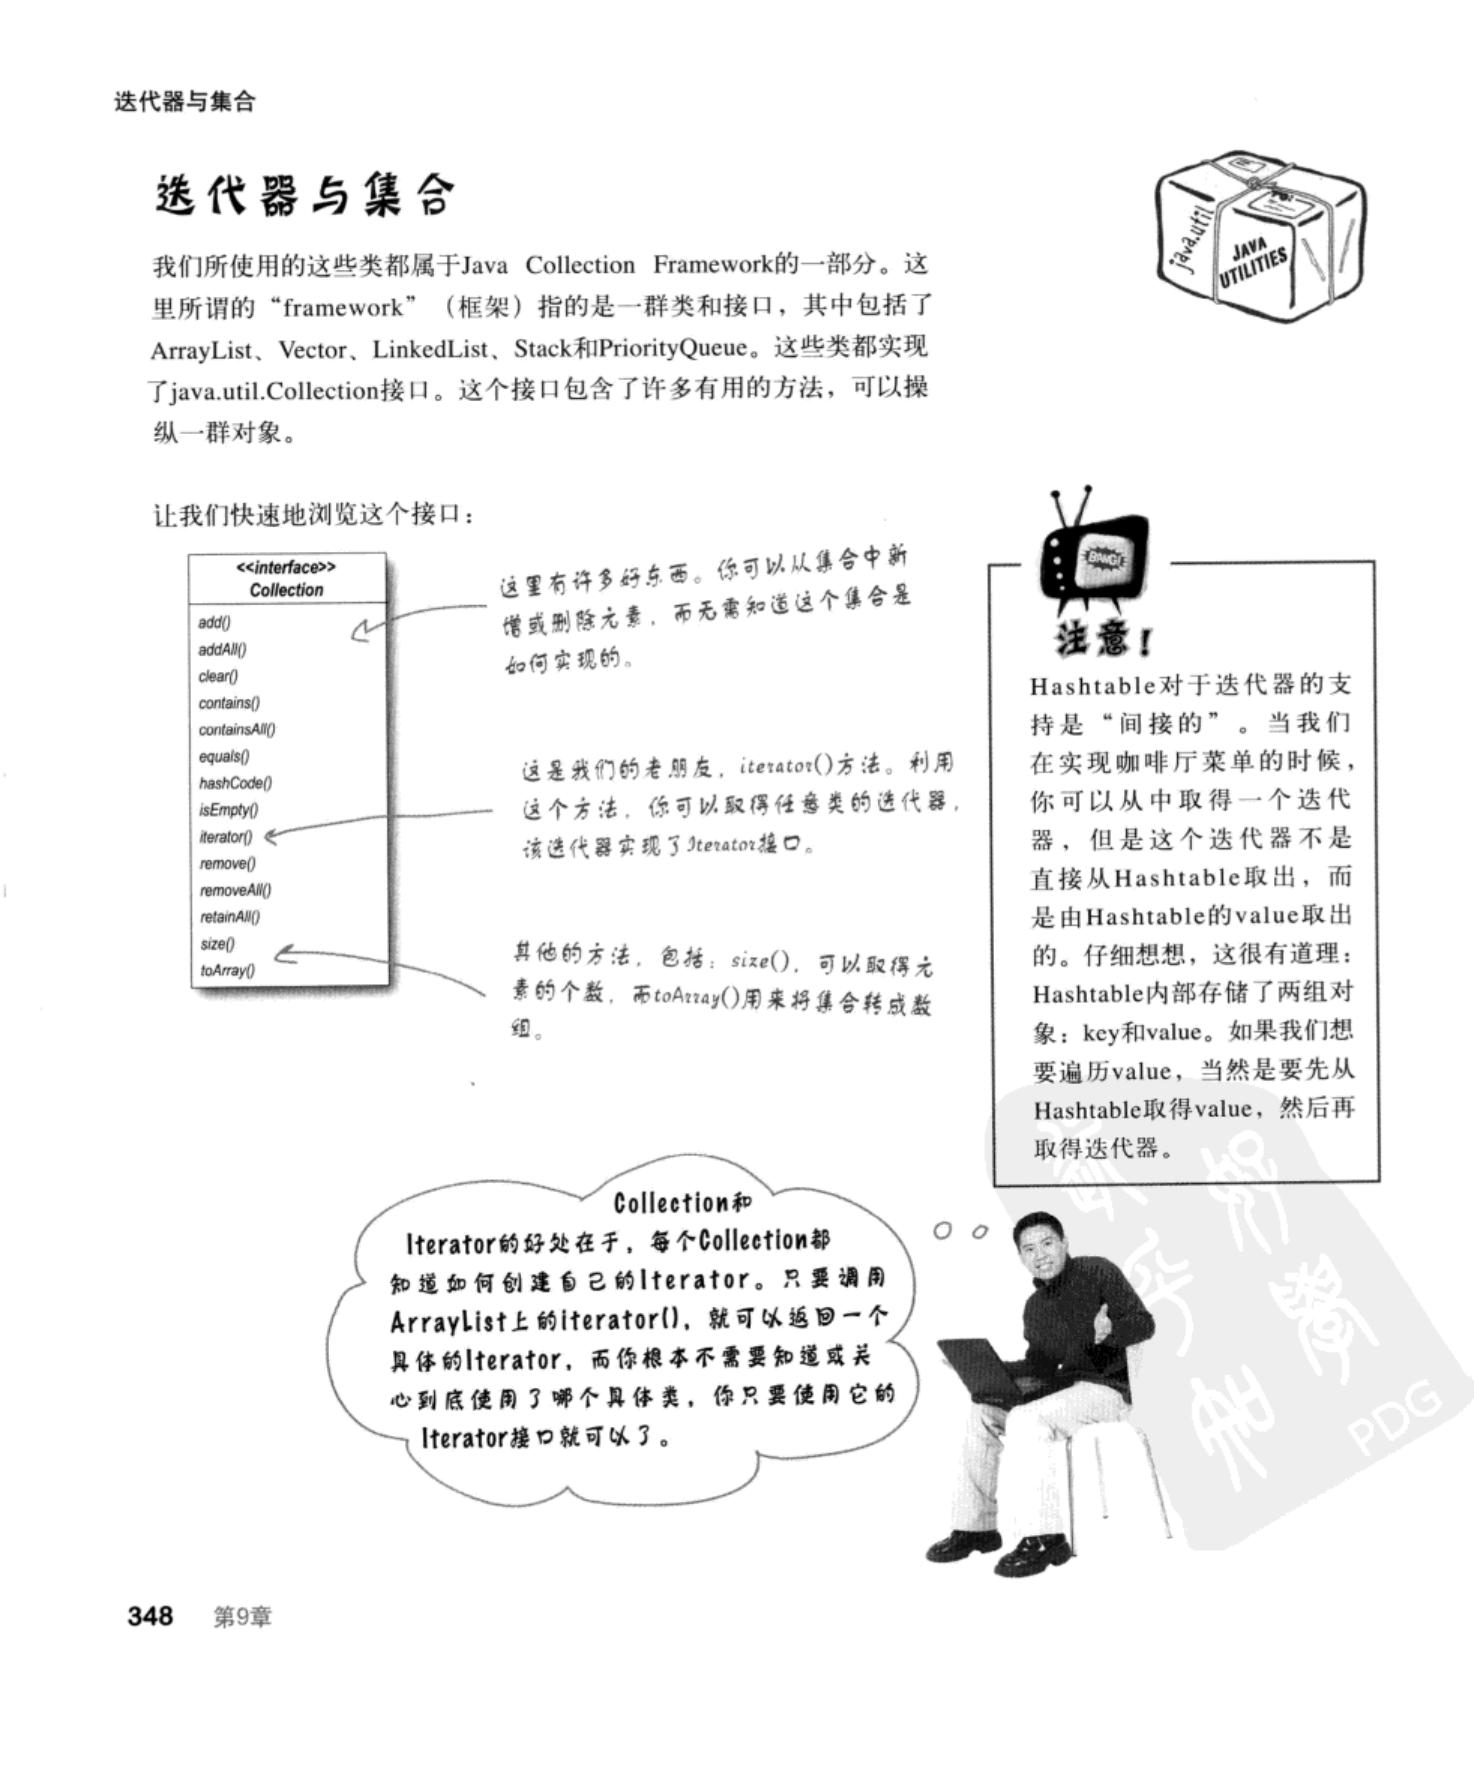 迭代器与集合
迭代器与集合
我们所使用的这些类都属于Java Collection Framework的一部分。这
里所谓的“framework”（框架）指的是一群类和接口，其中包括了
ArrayList、Vector、LinkedList、Stack和PriorityQueue。这些类都实现
了java.util.Collection接口。这个接口包含了许多有用的方法，可以操
纵一群对象。
java.util
JAVA
UTILITIES
让我们快速地浏览这个接口：
<<interface>>
Collection
add()
addAll()
clear()
contains()
containsAll()
equals()
hashCode()
isEmpty()
iterator()
remove()
removeAll()
retainAll()
size()
toArray()
这里有许多好东西。你可以从集合中新
增或删除元素，而无需知道这个集合是
如何实现的。
这是我们的老朋友，iterator()方法。利用
这个方法，你可以取得任意类的迭代器，
该迭代器实现了Iterator接口。
其他的方法，包括：size()，可以取得元
素的个数，而toArray()用来将集合转成数
组。
BANG!
注意！
Hashtable对于迭代器的支
持是“间接的”。当我们
在实现咖啡厅菜单的时候，
你可以从中取得一个迭代
器，但是这个迭代器不是
直接从Hashtable取出，而
是由Hashtable的value取出
的。仔细想想，这很有道理：
Hashtable内部存储了两组对
象：key和value。如果我们想
要遍历value，当然是要先从
Hashtable取得value，然后再
取得迭代器。
Collection和
Iterator的好处在于，每个Collection都
知道如何创建自己的Iterator。只要调用
ArrayList上的iterator()，就可以返回一个
具体的Iterator，而你根本不需要知道或关
心到底使用了哪个具体类，你只要使用它的
Iterator接口就可以了。
PDG
348 第9章